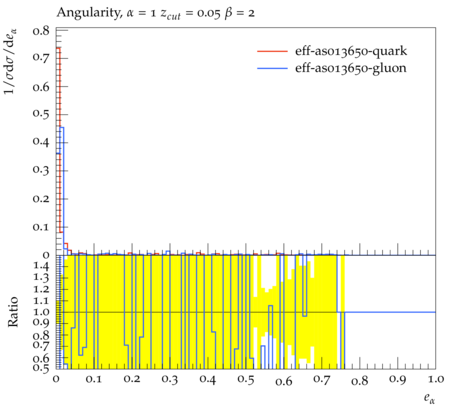 Angularity, α = 1 z_cut = 0.05 β = 2
1/σdσ/de_α
0.8
0.7
0.6
0.5
0.4
0.3
0.2
0.1
0
eff-as013650-quark
eff-as013650-gluon
Ratio
1.4
1.3
1.2
1.1
1.0
0.9
0.8
0.7
0.6
0.5
0 0.1 0.2 0.3 0.4 0.5 0.6 0.7 0.8 0.9 1.0
e_α